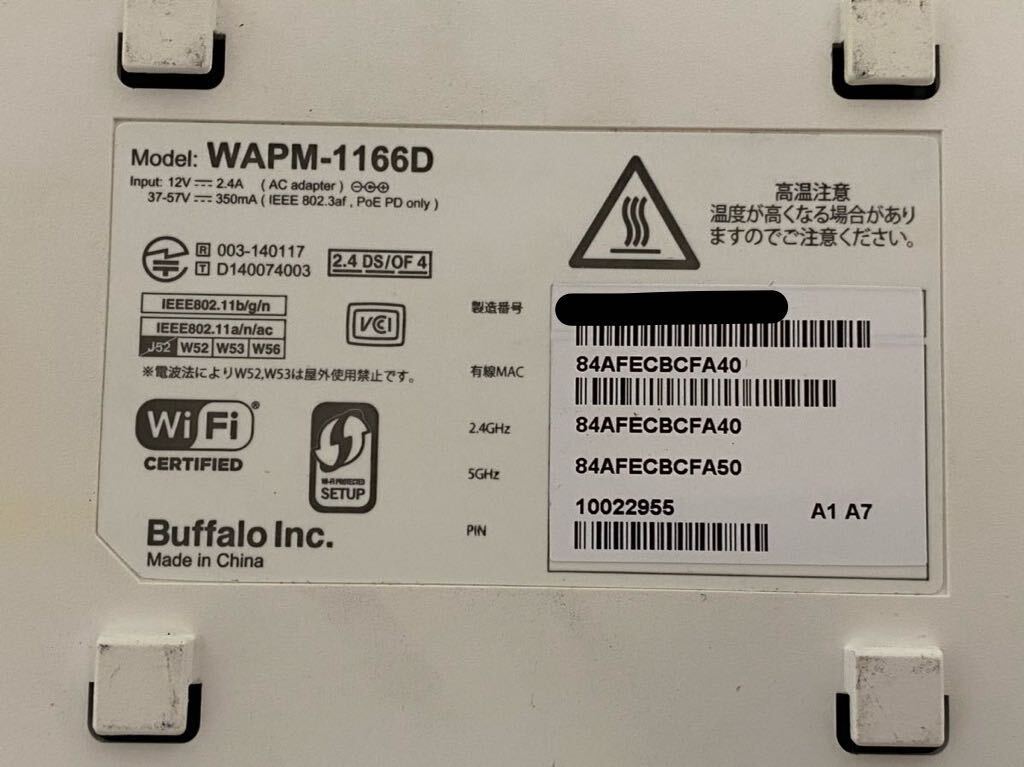 Model: WAPM-1166D
Input: 12V 2.4A ( AC adapter )
37-57V 350mA ( IEEE 802.3af , PoE PD only )
高温注意
温度が高くなる場合があり
ますのでご注意ください。
R 003-140117
T D140074003
2.4 DS/OF 4
IEEE802.11b/g/n
IEEE802.11a/n/ac
J52 W52 W53 W56
VCCI
※電波法によりW52,W53は屋外使用禁止です。
Wi Fi ®
CERTIFIED
WI-FI PROTECTED
SETUP
Buffalo Inc.
Made in China
製造番号
有線MAC 84AFECBCFA40
2.4GHz 84AFECBCFA40
5GHz 84AFECBCFA50
PIN 10022955 A1 A7